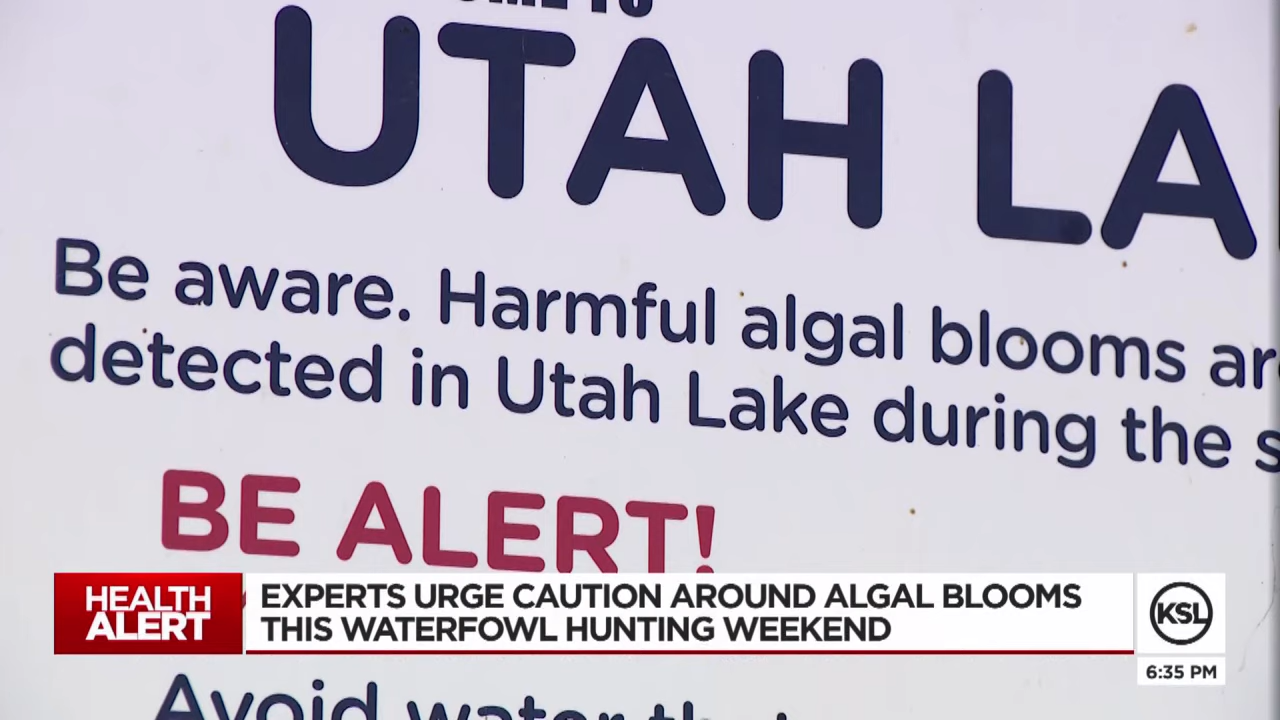 UTAH LA
Be aware. Harmful algal blooms ar
detected in Utah Lake during the s
BE ALERT!
HEALTH
ALERT
EXPERTS URGE CAUTION AROUND ALGAL BLOOMS
THIS WATERFOWL HUNTING WEEKEND
KSL
6:35 PM
Avoid water